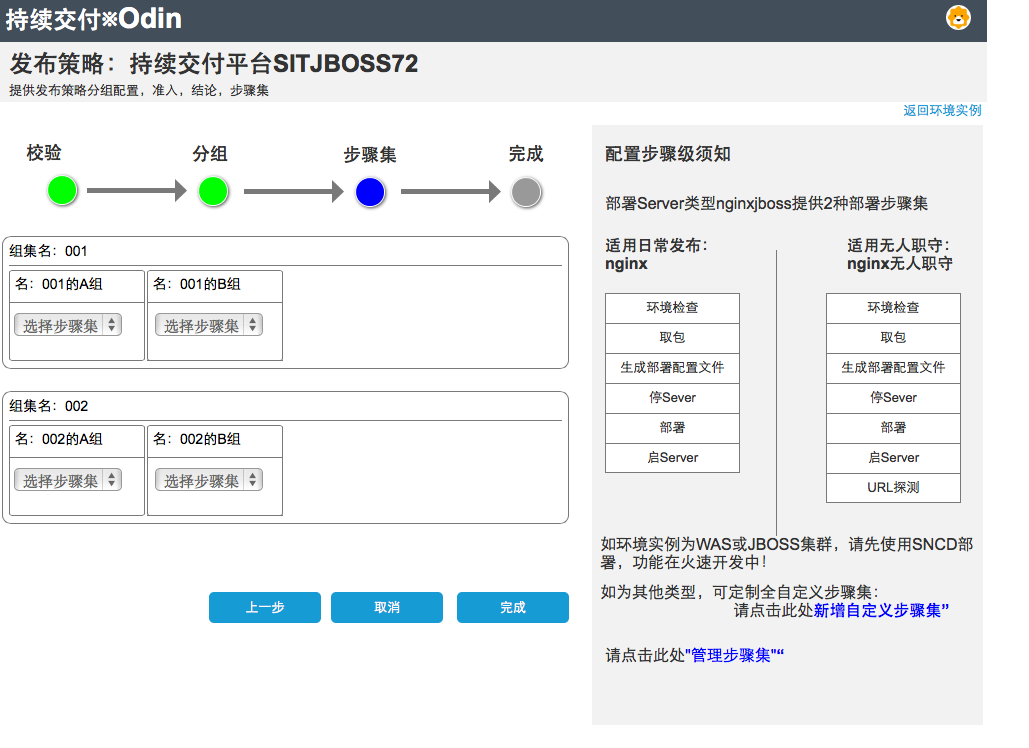 持续交付※Odin
发布策略：持续交付平台SITJBOSS72
提供发布策略分组配置，准入，结论，步骤集
返回环境实例
校验
分组
步骤集
完成
组集名：001
名：001的A组
名：001的B组
选择步骤集
选择步骤集
组集名：002
名：002的A组
名：002的B组
选择步骤集
选择步骤集
上一步
取消
完成
配置步骤级须知
部署Server类型nginxjboss提供2种部署步骤集
适用日常发布：
nginx
环境检查
取包
生成部署配置文件
停Sever
部署
启Server
适用无人职守：
nginx无人职守
环境检查
取包
生成部署配置文件
停Sever
部署
启Server
URL探测
如环境实例为WAS或JBOSS集群，请先使用SNCD部
署，功能在火速开发中！
如为其他类型，可定制全自定义步骤集：
请点击此处新增自定义步骤集”
请点击此处"管理步骤集"“